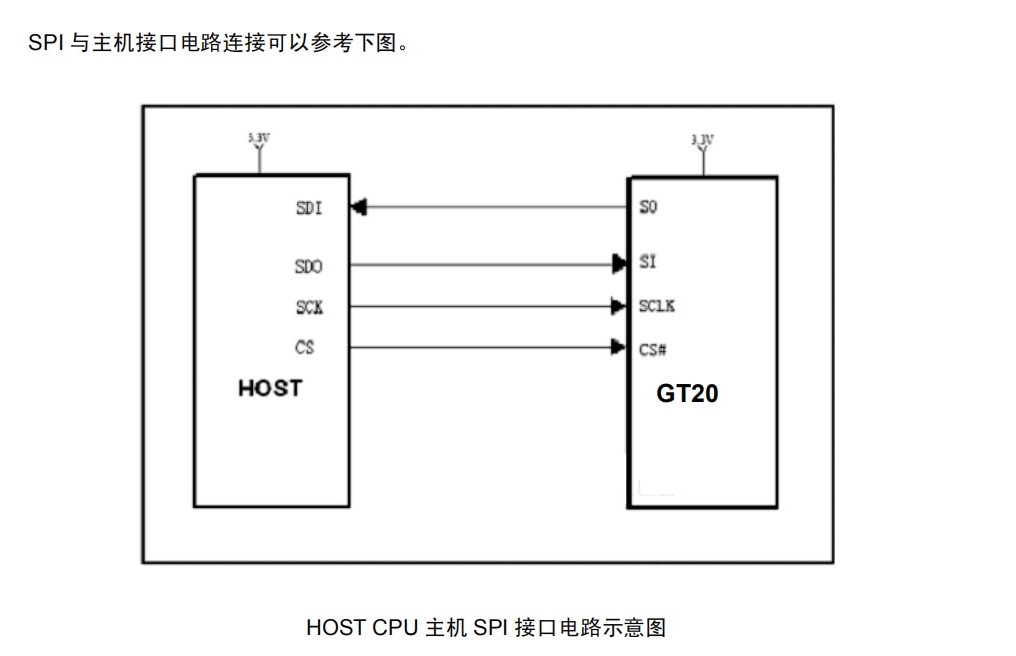 SPI 与主机接口电路连接可以参考下图。
3.3V
3.3V
SDI
SO
SDO
SI
SCK
SCLK
CS
CS#
HOST
GT20
HOST CPU 主机 SPI 接口电路示意图